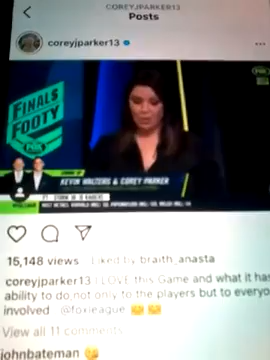 COREYJPARKER13
Posts
coreyjparker13
FINALS
FOOTY
FOX
KEVIN WALTERS & COREY PARKER
15,148 views Liked by braith_anasta
coreyjparker13 I LOVE this Game and what it has
ability to do,not only to the players but to everyo
involved @foxleague
View all 11 comments
johnbateman